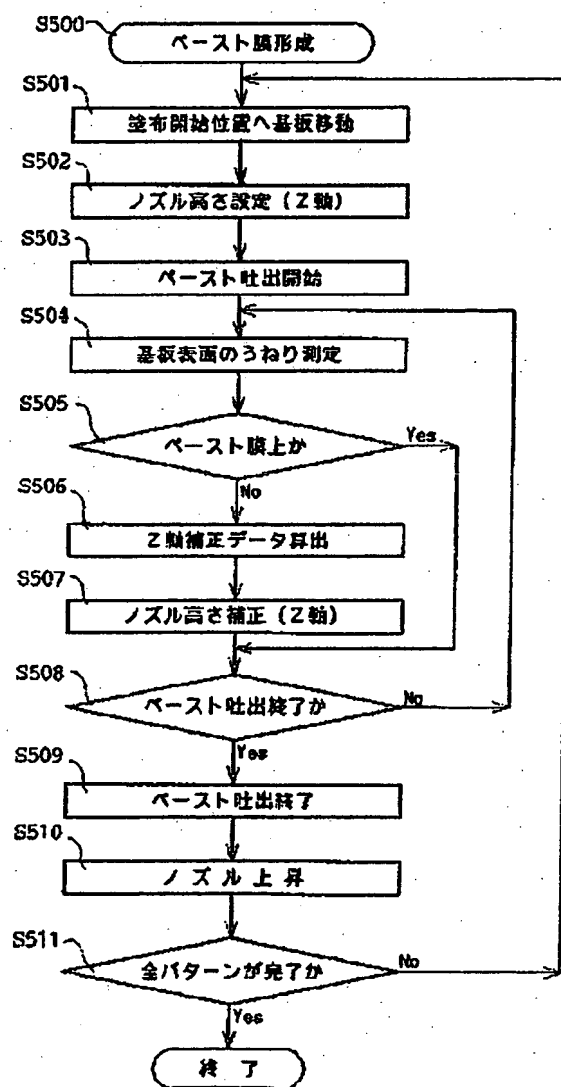 S500
ペースト膜形成
S501
塗布開始位置へ基板移動
S502
ノズル高さ設定(Z軸)
S503
ペースト吐出開始
S504
基板表面のうねり測定
S505
ペースト膜上か
Yes
No
S506
Z軸補正データ算出
S507
ノズル高さ補正(Z軸)
S508
ペースト吐出終了か
No
Yes
S509
ペースト吐出終了
S510
ノズル上昇
S511
全パターンが完了か
No
Yes
終了